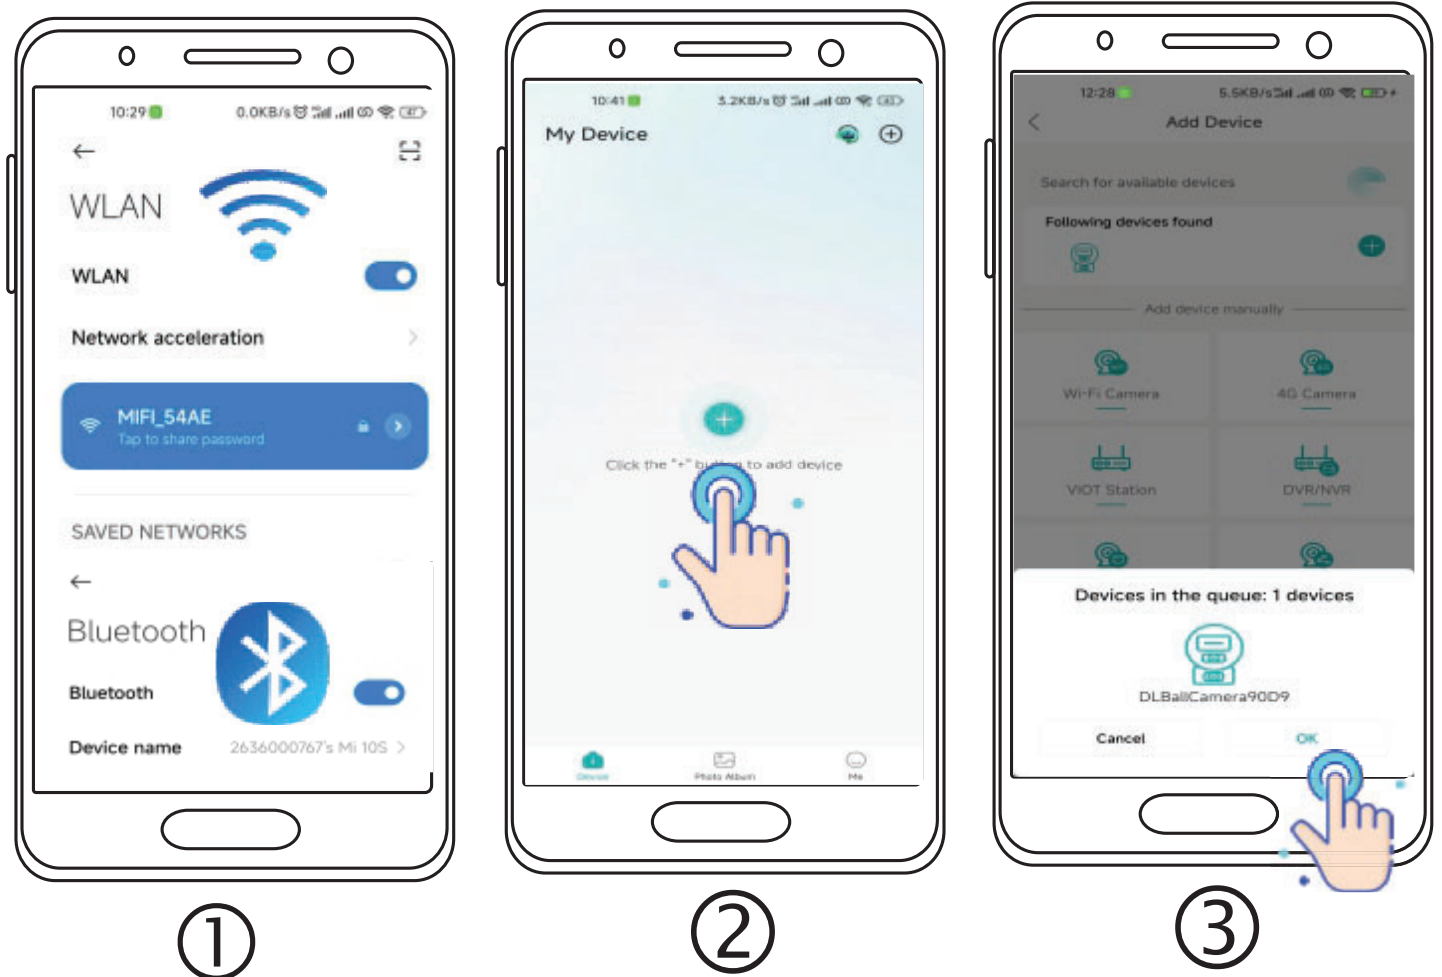 10:29 0.0KB/s 47
WLAN
WLAN
Network acceleration
MIFI_54AE
Tap to share password
SAVED NETWORKS
Bluetooth
Bluetooth
Device name 2636000767's Mi 10S
①
10:41 3.2KB/s
My Device
Click the "+" button to add device
Device Photo Album Me
②
12:28 5.5KB/s
Add Device
Search for available devices
Following devices found
Add device manually
Wi-Fi Camera 4G Camera
VIOT Station DVR/NVR
Devices in the queue: 1 devices
DLBallCamera90D9
Cancel OK
③